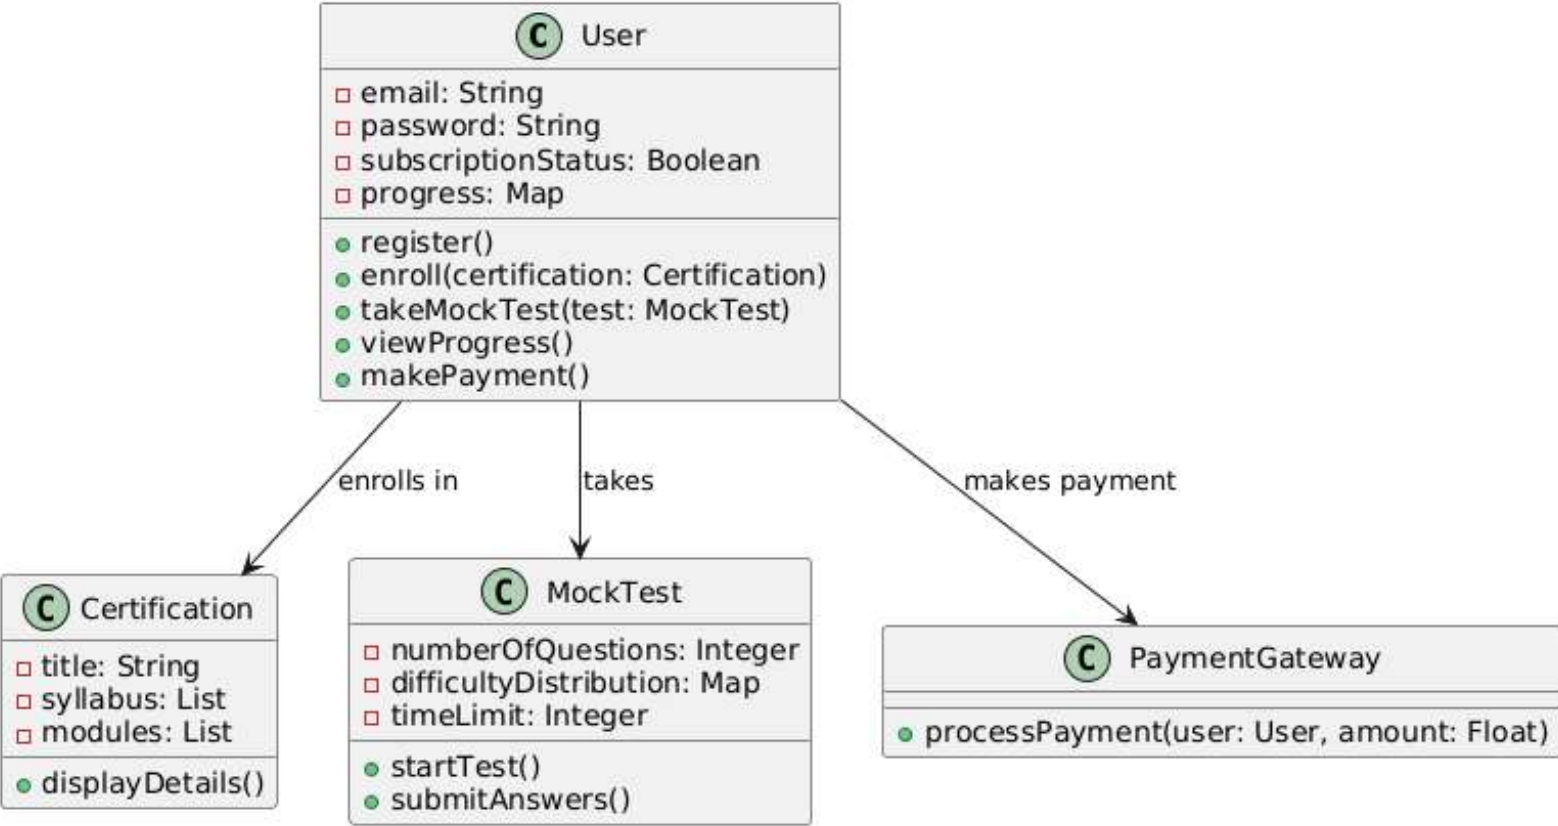 C User
email: String
password: String
subscriptionStatus: Boolean
progress: Map
register()
enroll(certification: Certification)
takeMockTest(test: MockTest)
viewProgress()
makePayment()
enrolls in
takes
makes payment
C Certification
title: String
syllabus: List
modules: List
displayDetails()
C MockTest
numberOfQuestions: Integer
difficultyDistribution: Map
timeLimit: Integer
startTest()
submitAnswers()
C PaymentGateway
processPayment(user: User, amount: Float)